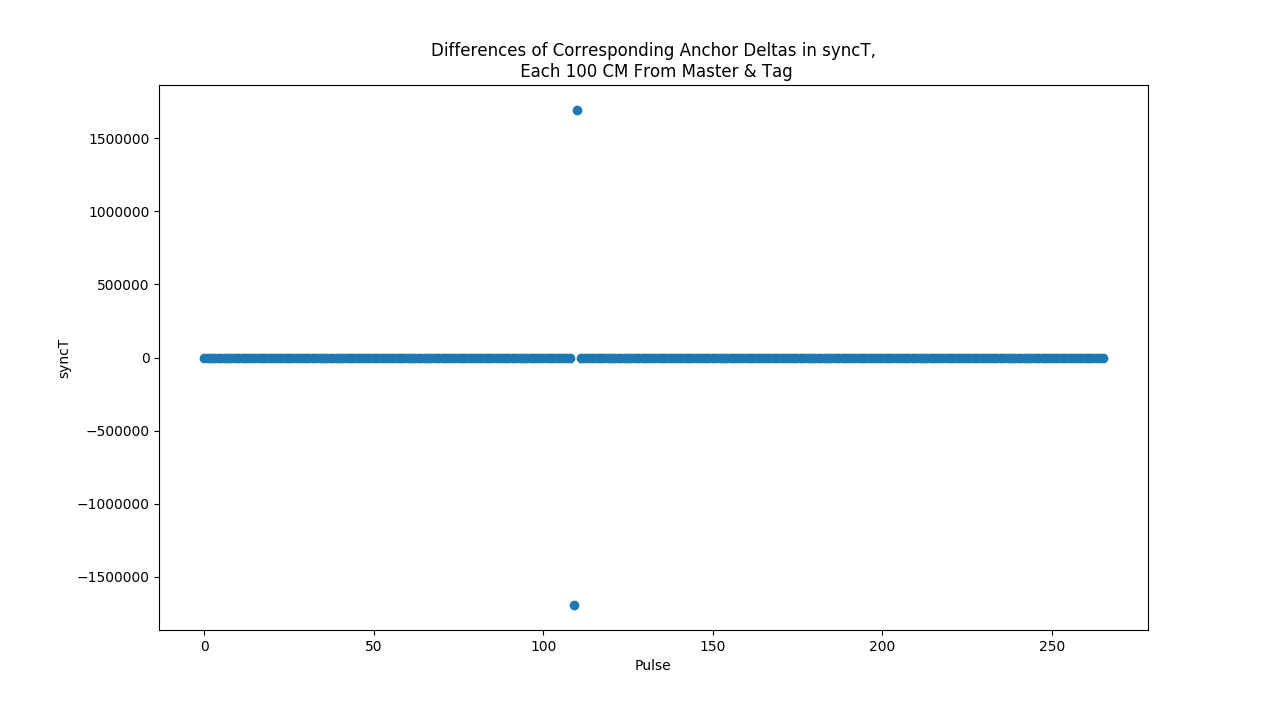 Differences of Corresponding Anchor Deltas in syncT,
Each 100 CM From Master & Tag
1500000
1000000
500000
0
−500000
−1000000
−1500000
syncT
0 50 100 150 200 250
Pulse